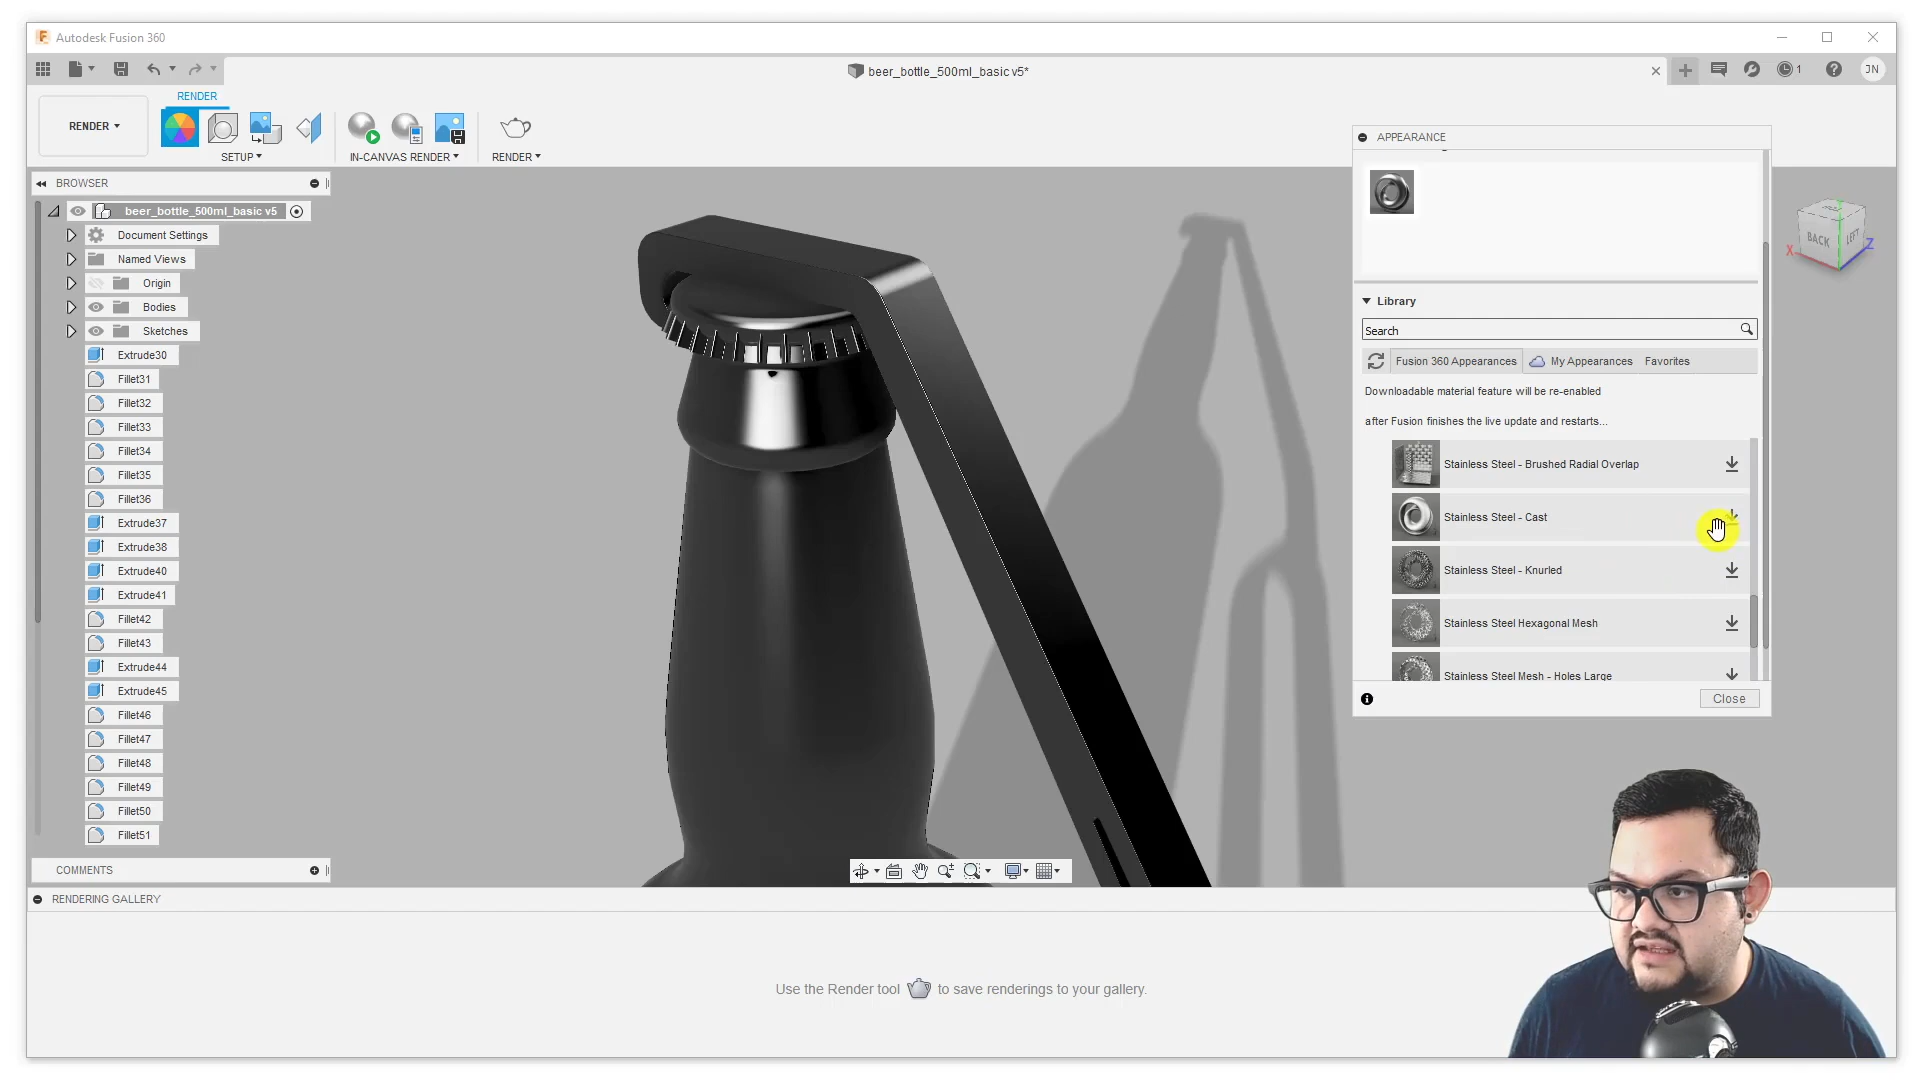 Autodesk Fusion 360
beer_bottle_500ml_basic v5*
1
JN
RENDER
RENDER
SETUP
IN-CANVAS RENDER
RENDER
BROWSER
beer_bottle_500ml_basic v5
Document Settings
Named Views
Origin
Bodies
Sketches
Extrude30
Fillet31
Fillet32
Fillet33
Fillet34
Fillet35
Fillet36
Extrude37
Extrude38
Extrude40
Extrude41
Fillet42
Fillet43
Extrude44
Extrude45
Fillet46
Fillet47
Fillet48
Fillet49
Fillet50
Fillet51
COMMENTS
APPEARANCE
Library
Search
Fusion 360 Appearances
My Appearances
Favorites
Downloadable material feature will be re-enabled
after Fusion finishes the live update and restarts...
Stainless Steel - Brushed Radial Overlap
Stainless Steel - Cast
Stainless Steel - Knurled
Stainless Steel Hexagonal Mesh
Stainless Steel Mesh - Holes Large
Close
BACK
LEFT
X
Z
RENDERING GALLERY
Use the Render tool to save renderings to your gallery.